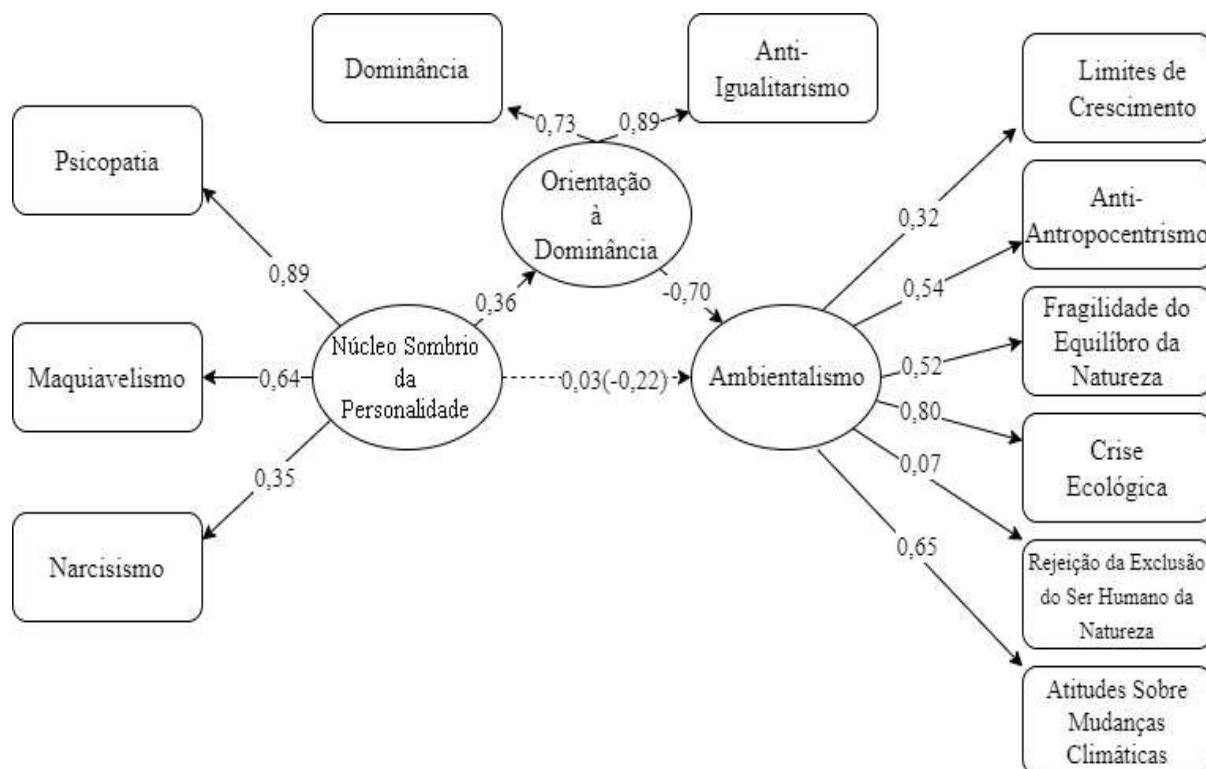 Dominância
Anti-
Igualitarismo
Limites de
Crescimento
Psicopatia
0,73
0,89
Orientação
à
Dominância
0,32
Anti-
Antropocentrismo
0,89
0,36
-0,70
0,54
Fragilidade do
Equilíbro da
Natureza
Maquiavelismo
0,64
Núcleo Sombrio
da
Personalidade
0,03(-0,22)
Ambientalismo
0,52
0,80
Crise
Ecológica
0,35
0,07
Narcisismo
0,65
Rejeição da Exclusão
do Ser Humano da
Natureza
Atitudes Sobre
Mudanças
Climáticas